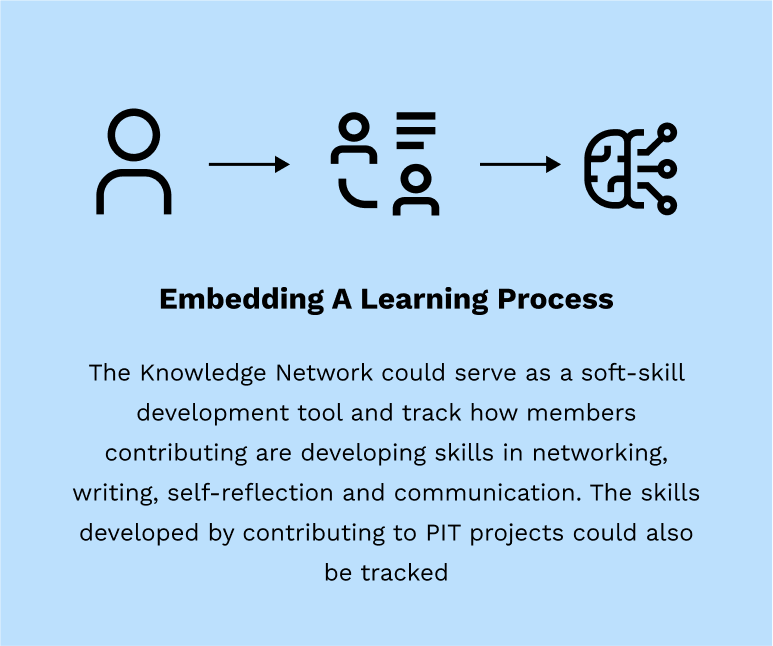 Embedding A Learning Process
The Knowledge Network could serve as a soft-skill
development tool and track how members
contributing are developing skills in networking,
writing, self-reflection and communication. The skills
developed by contributing to PIT projects could also
be tracked